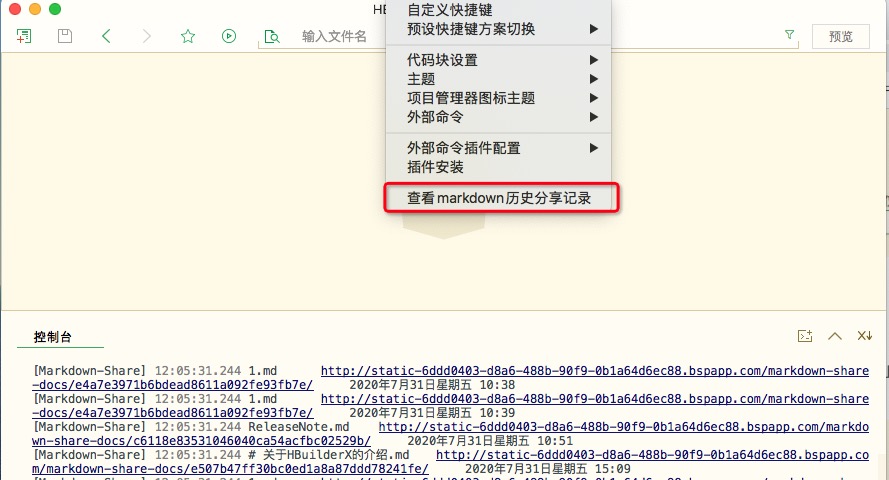 HB
自定义快捷键
预设快捷键方案切换
输入文件名
预览
代码块设置
主题
项目管理器图标主题
外部命令
外部命令插件配置
插件安装
查看markdown历史分享记录
控制台
[Markdown-Share] 12:05:31.244 1.md http://static-6ddd0403-d8a6-488b-90f9-0b1a64d6ec88.bspapp.com/markdown-share
-docs/e4a7e3971b6bdead8611a092fe93fb7e/ 2020年7月31日星期五 10:38
[Markdown-Share] 12:05:31.244 1.md http://static-6ddd0403-d8a6-488b-90f9-0b1a64d6ec88.bspapp.com/markdown-share
-docs/e4a7e3971b6bdead8611a092fe93fb7e/ 2020年7月31日星期五 10:39
[Markdown-Share] 12:05:31.244 ReleaseNote.md http://static-6ddd0403-d8a6-488b-90f9-0b1a64d6ec88.bspapp.com/markdo
wn-share-docs/c6118e83531046040ca54acfbc02529b/ 2020年7月31日星期五 10:51
[Markdown-Share] 12:05:31.244 # 关于HBuilderX的介绍.md http://static-6ddd0403-d8a6-488b-90f9-0b1a64d6ec88.bspapp.co
m/markdown-share-docs/e507b47ff30bc0ed1a8a87ddd78241fe/ 2020年7月31日星期五 15:09